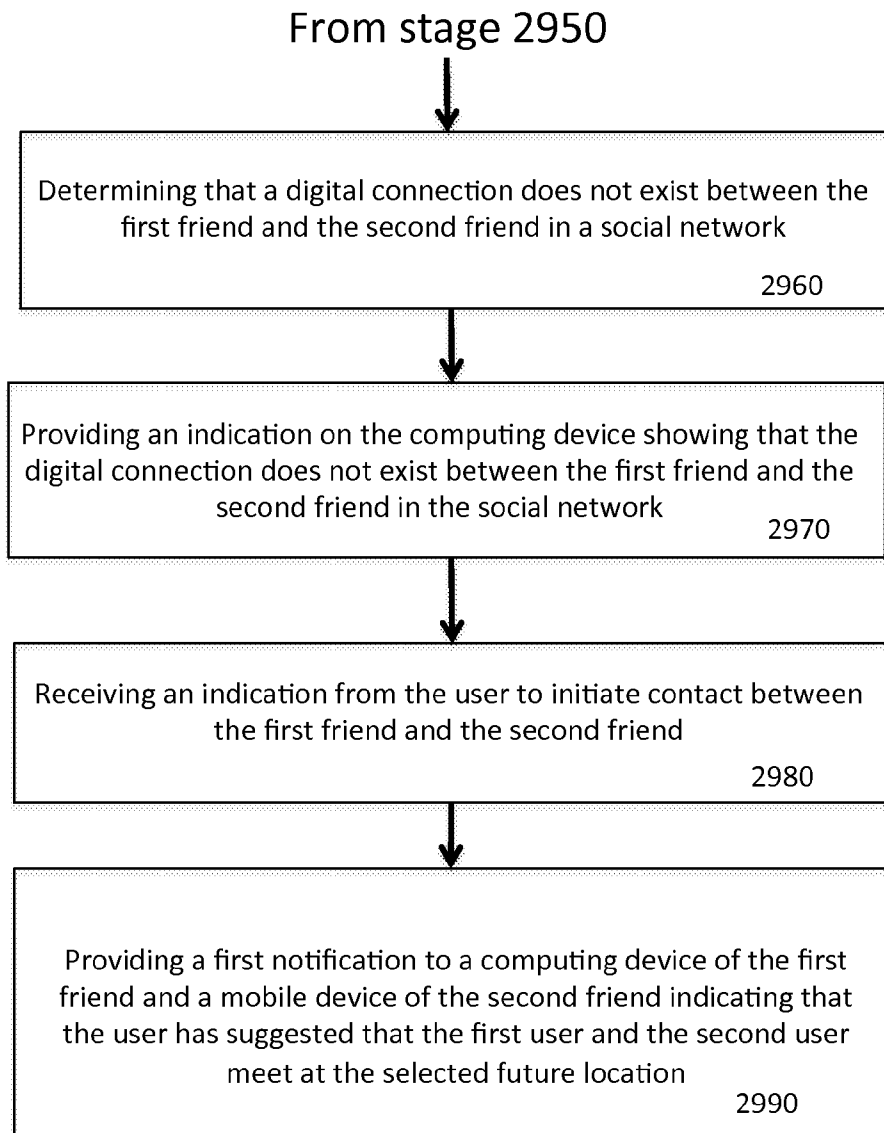 From stage 2950
Determining that a digital connection does not exist between the
first friend and the second friend in a social network
2960
Providing an indication on the computing device showing that the
digital connection does not exist between the first friend and the
second friend in the social network
2970
Receiving an indication from the user to initiate contact between
the first friend and the second friend
2980
Providing a first notification to a computing device of the first
friend and a mobile device of the second friend indicating that
the user has suggested that the first user and the second user
meet at the selected future location
2990